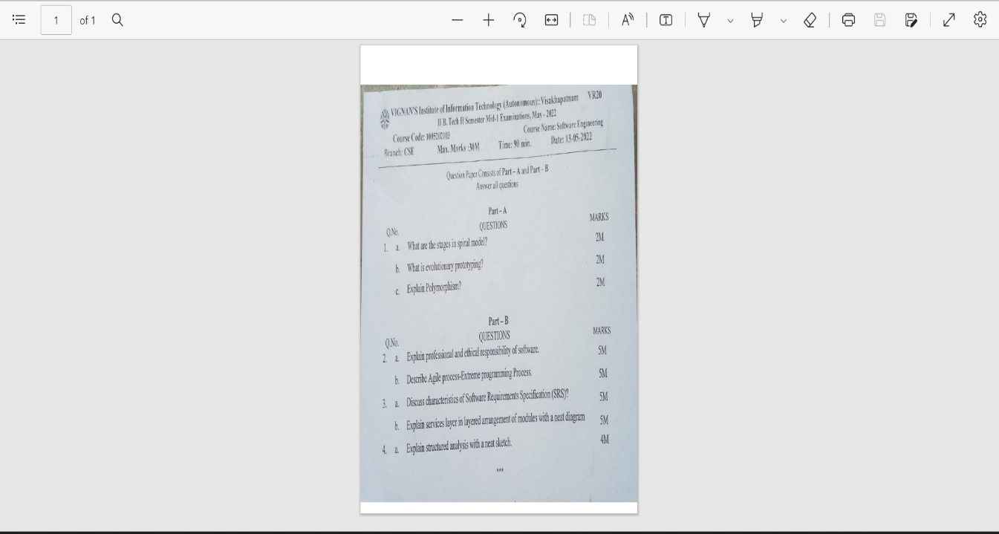 1 of 1
VIGNAN'S Institute of Information Technology (Autonomous)::Visakhapatnam VR20
II B. Tech II Semester Mid-1 Examinations, May - 2022
Course Code: Course Name: Software Engineering
Branch: CSE Max. Marks :30M Time: 90 min. Date: 13-05-2022
Question Paper Consists of Part – A and Part – B
Answer all questions
Part – A
Q.No. QUESTIONS MARKS
1. a. What are the stages in spiral model? 2M
b. What is evolutionary prototyping? 2M
c. Explain Polymorphism? 2M
Part – B
Q.No. QUESTIONS MARKS
2. a. Explain professional and ethical responsibility of software. 5M
b. Describe Agile process-Extreme programming Process. 5M
3. a. Discuss characteristics of Software Requirements Specification (SRS)? 5M
b. Explain services layer in layered arrangement of modules with a neat diagram 5M
4. a. Explain structured analysis with a neat sketch. 4M
***